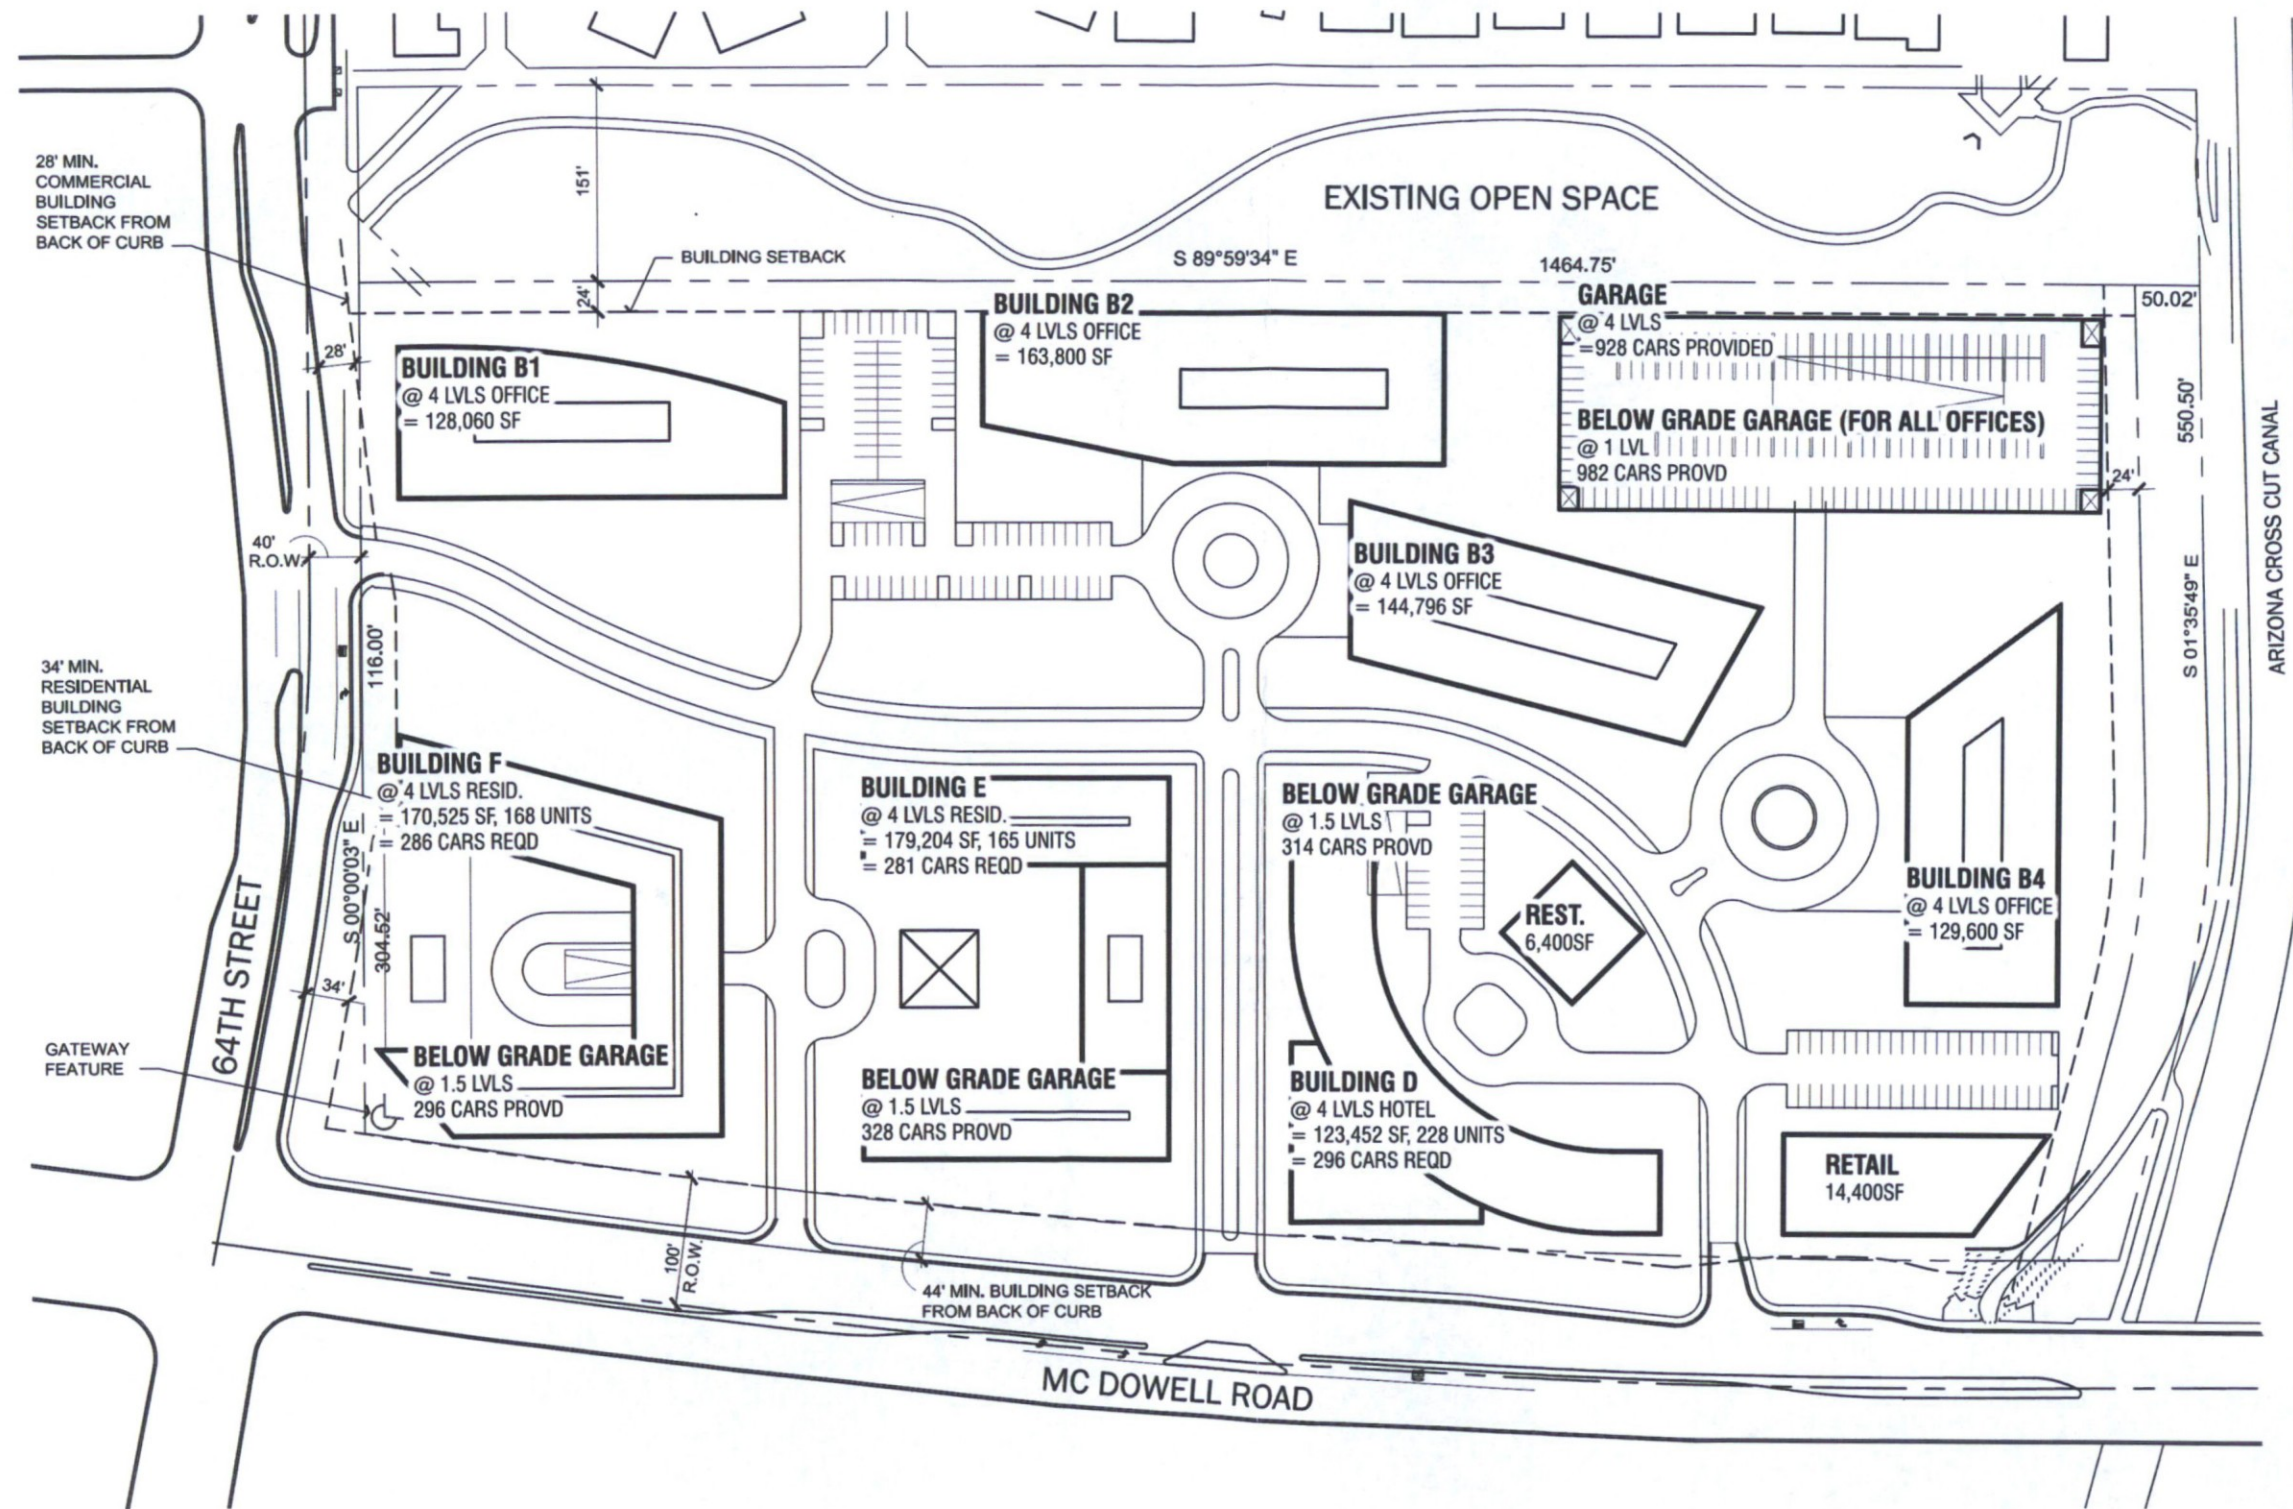 28' MIN.
COMMERCIAL
BUILDING
SETBACK FROM
BACK OF CURB
151'
EXISTING OPEN SPACE
BUILDING SETBACK
S 89°59'34" E
1464.75'
24'
50.02'
28'
BUILDING B1
@ 4 LVLS OFFICE
= 128,060 SF
BUILDING B2
@ 4 LVLS OFFICE
= 163,800 SF
GARAGE
@ 4 LVLS
=928 CARS PROVIDED
BELOW GRADE GARAGE (FOR ALL OFFICES)
@ 1 LVL
982 CARS PROVD
24'
550.50'
S 01°35'49" E
ARIZONA CROSS CUT CANAL
40'
R.O.W.
BUILDING B3
@ 4 LVLS OFFICE
= 144,796 SF
116.00'
34' MIN.
RESIDENTIAL
BUILDING
SETBACK FROM
BACK OF CURB
BUILDING F
@ 4 LVLS RESID.
= 170,525 SF, 168 UNITS
= 286 CARS REQD
BUILDING E
@ 4 LVLS RESID.
= 179,204 SF, 165 UNITS
= 281 CARS REQD
BELOW GRADE GARAGE
@ 1.5 LVLS
314 CARS PROVD
REST.
6,400SF
BUILDING B4
@ 4 LVLS OFFICE
= 129,600 SF
S 00°00'03" E
304.52'
34'
64TH STREET
GATEWAY
FEATURE
BELOW GRADE GARAGE
@ 1.5 LVLS
296 CARS PROVD
BELOW GRADE GARAGE
@ 1.5 LVLS
328 CARS PROVD
BUILDING D
@ 4 LVLS HOTEL
= 123,452 SF, 228 UNITS
= 296 CARS REQD
RETAIL
14,400SF
100'
R.O.W.
44' MIN. BUILDING SETBACK
FROM BACK OF CURB
MC DOWELL ROAD